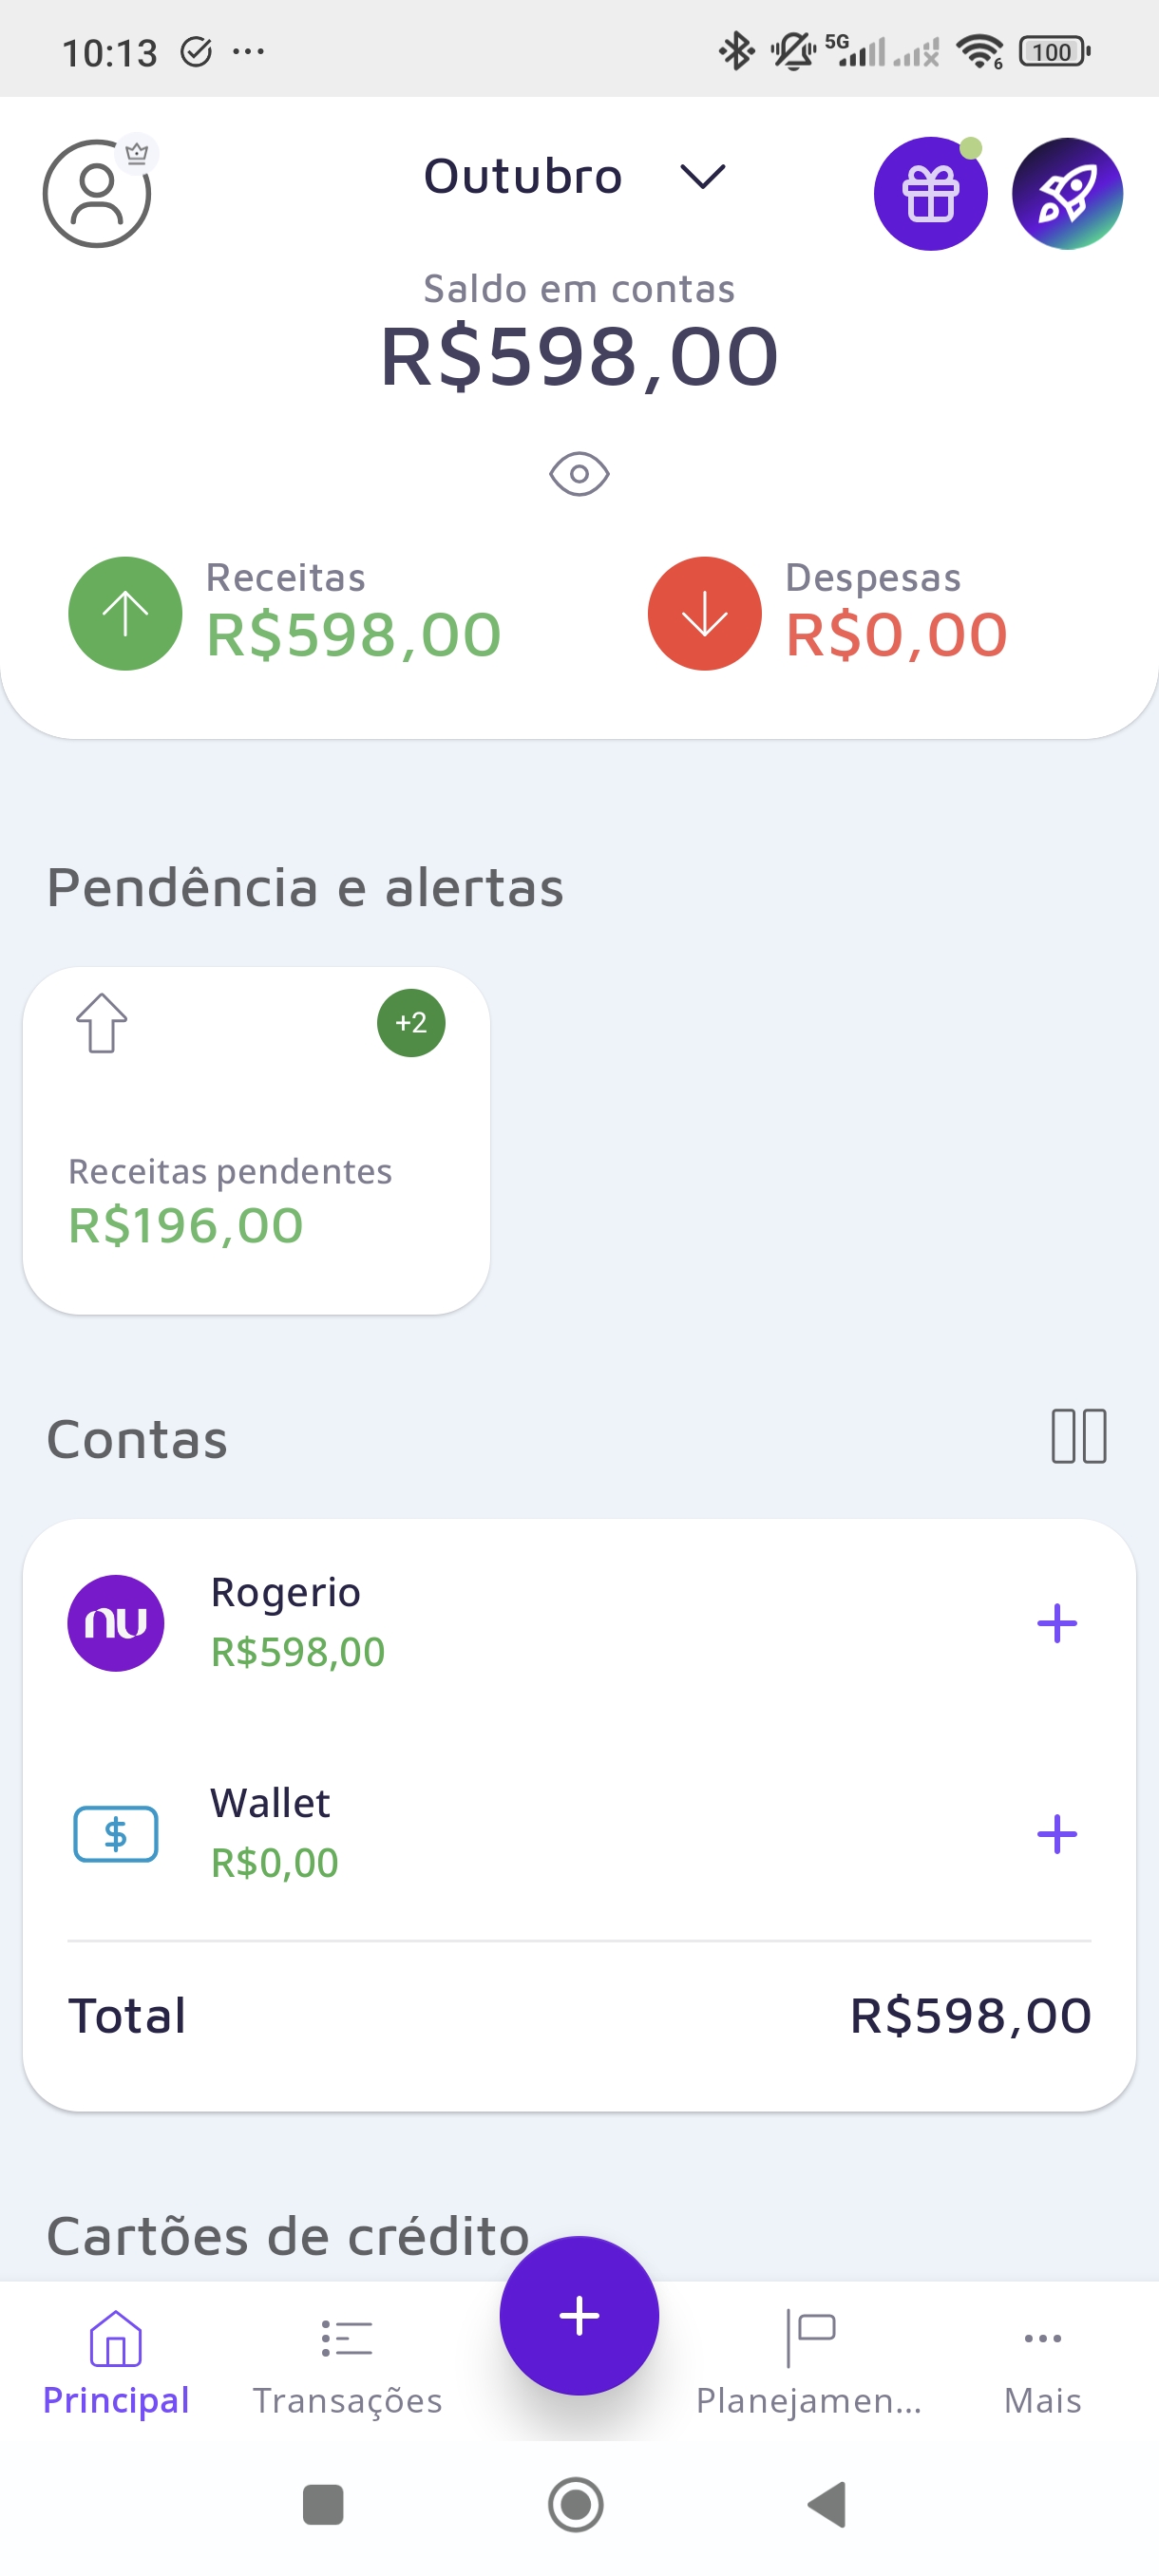 10:13
5G
6
100
Outubro
Saldo em contas
R$598,00
Receitas
R$598,00
Despesas
R$0,00
Pendência e alertas
+2
Receitas pendentes
R$196,00
Contas
nu
Rogerio
R$598,00
$
Wallet
R$0,00
Total
R$598,00
Cartões de crédito
Principal
Transações
Planejamen...
Mais